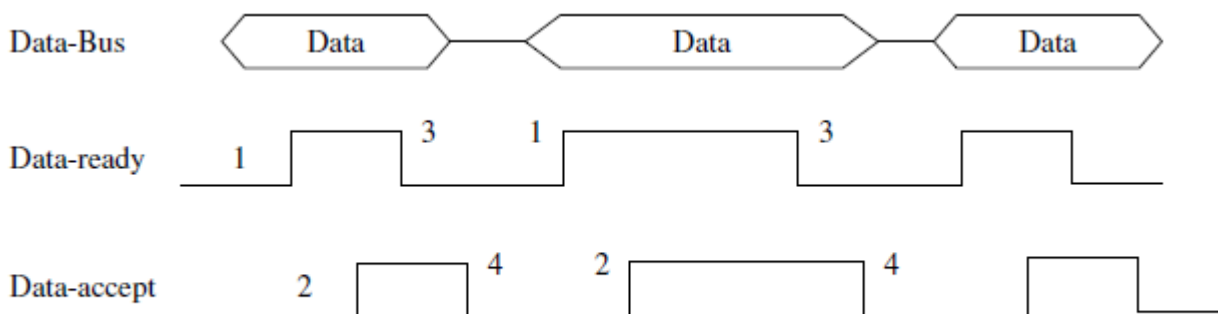 Data-Bus Data Data Data
Data-ready 1 3 1 3
Data-accept 2 4 2 4